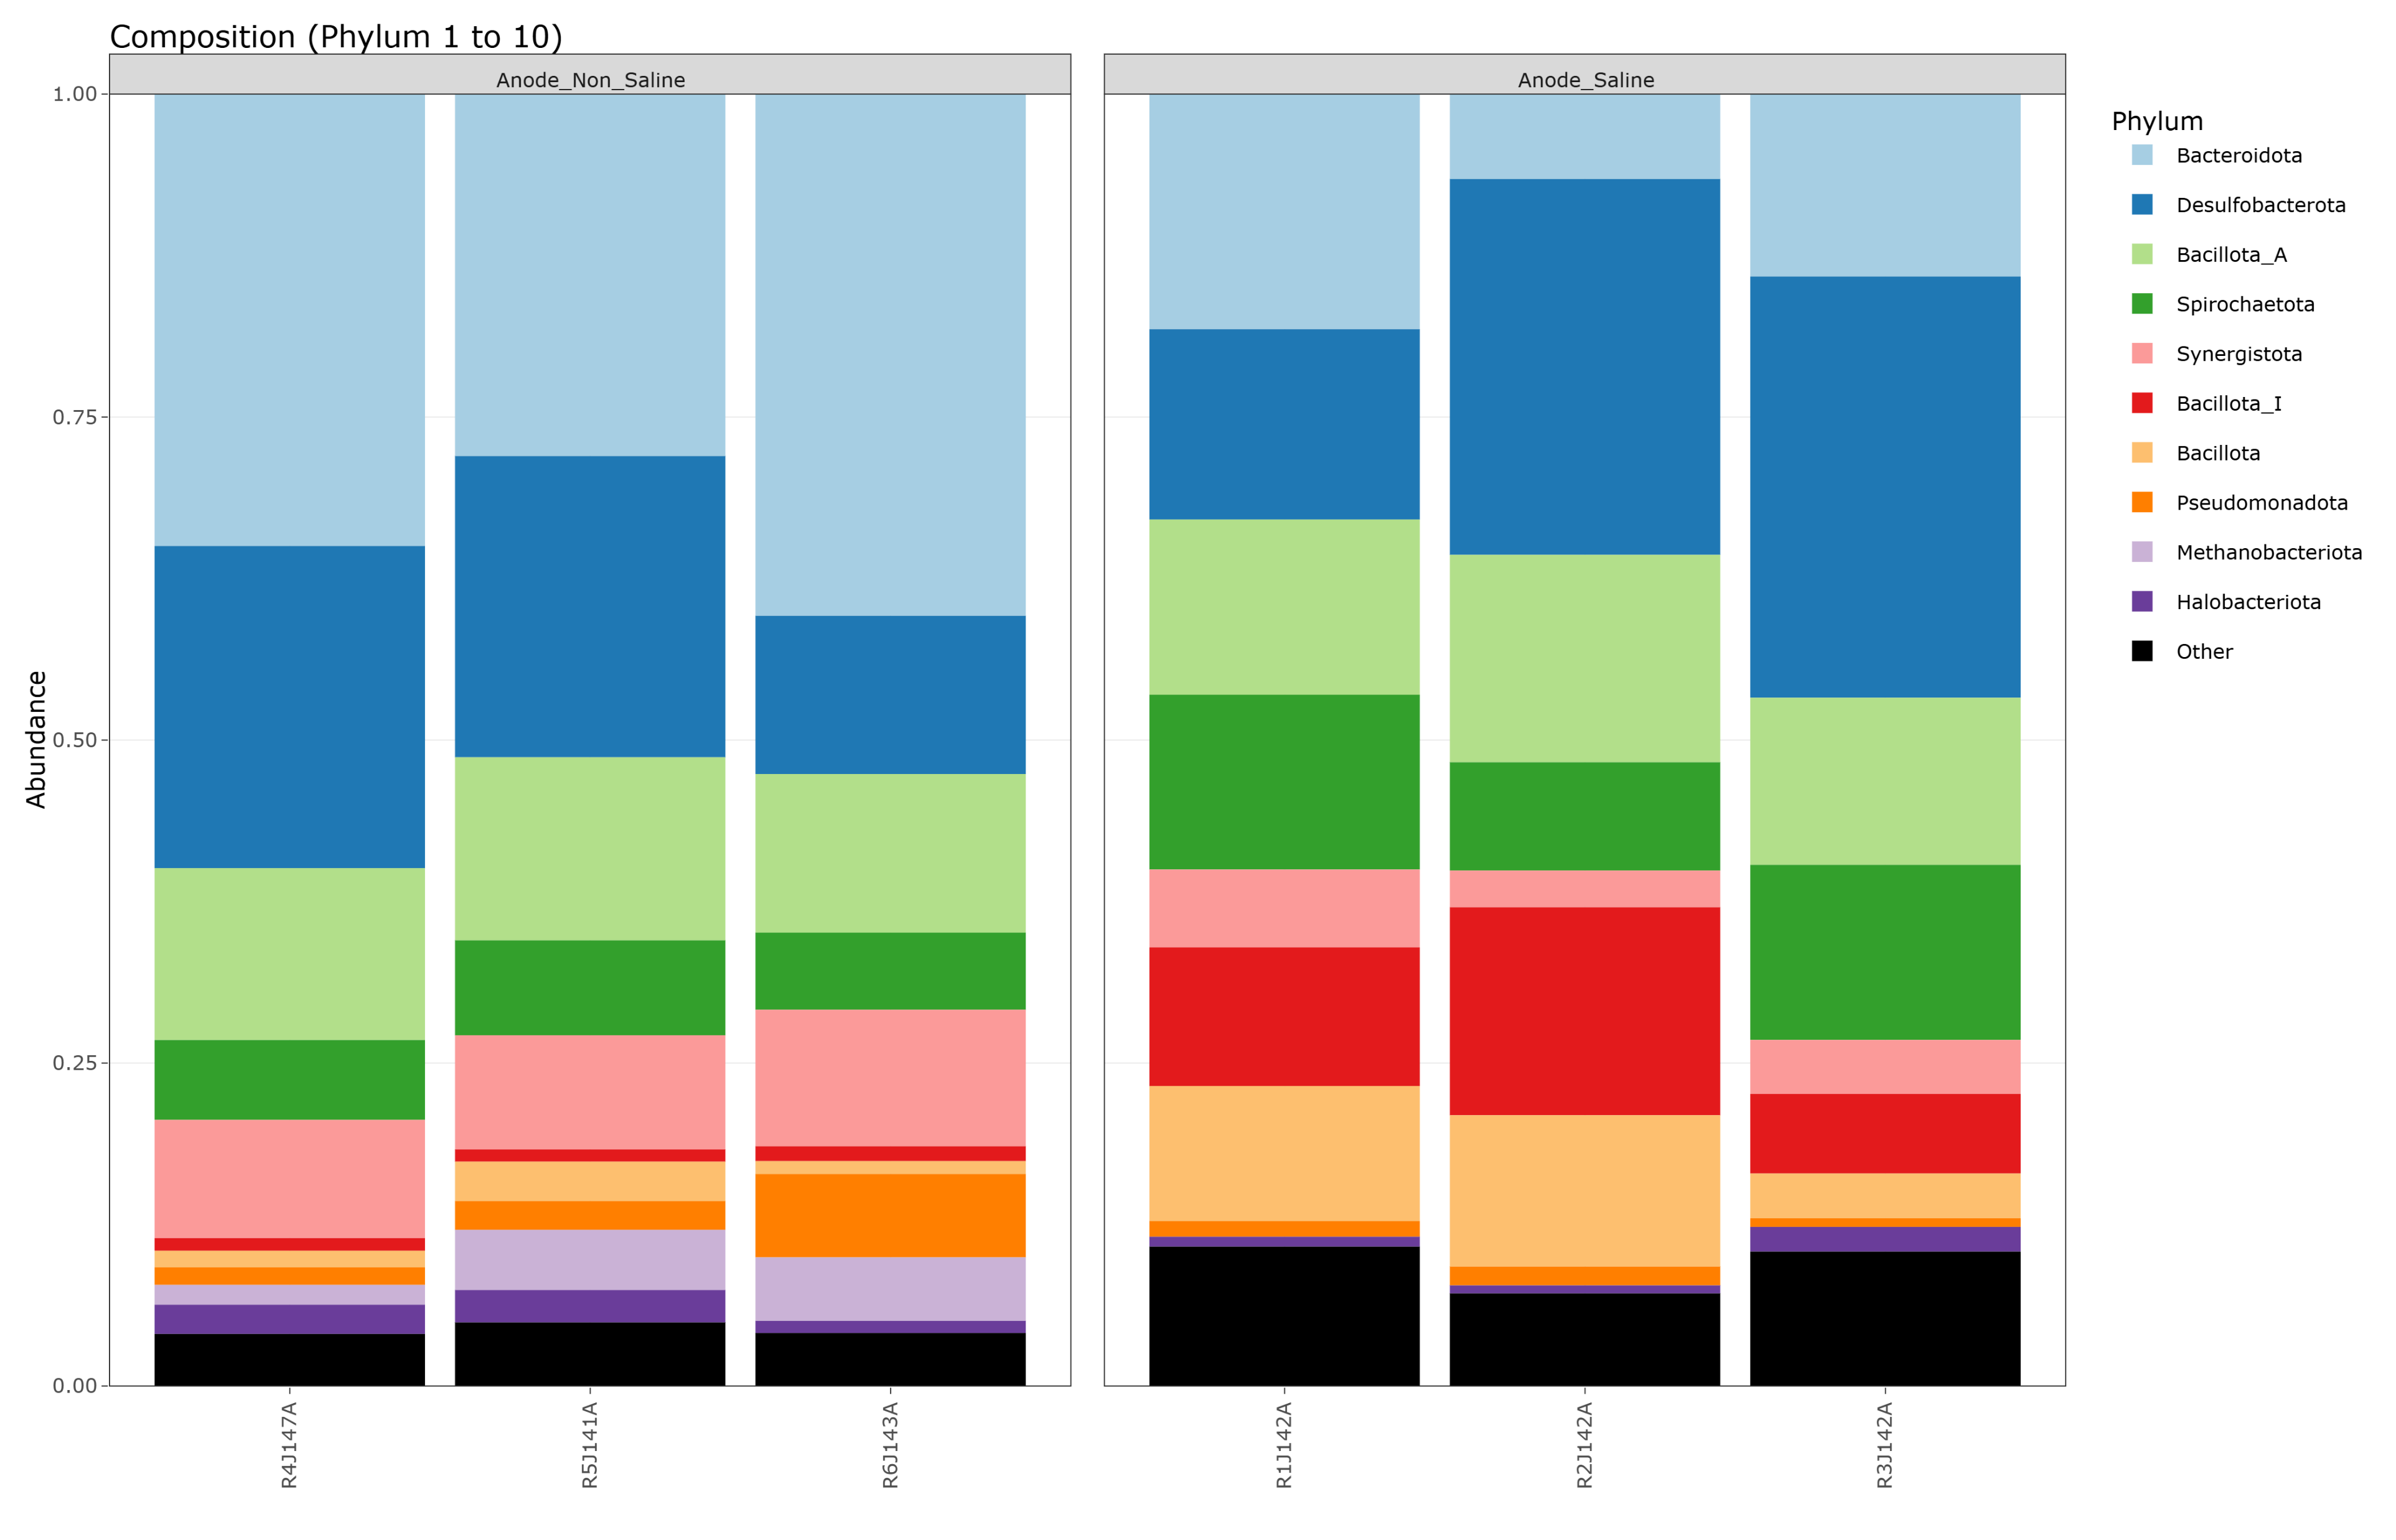 Composition (Phylum 1 to 10)
Anode_Non_Saline
Anode_Saline
Abundance
1.00
0.75
0.50
0.25
0.00
R4J147A
R5J141A
R6J143A
R1J142A
R2J142A
R3J142A
Phylum
Bacteroidota
Desulfobacterota
Bacillota_A
Spirochaetota
Synergistota
Bacillota_I
Bacillota
Pseudomonadota
Methanobacteriota
Halobacteriota
Other